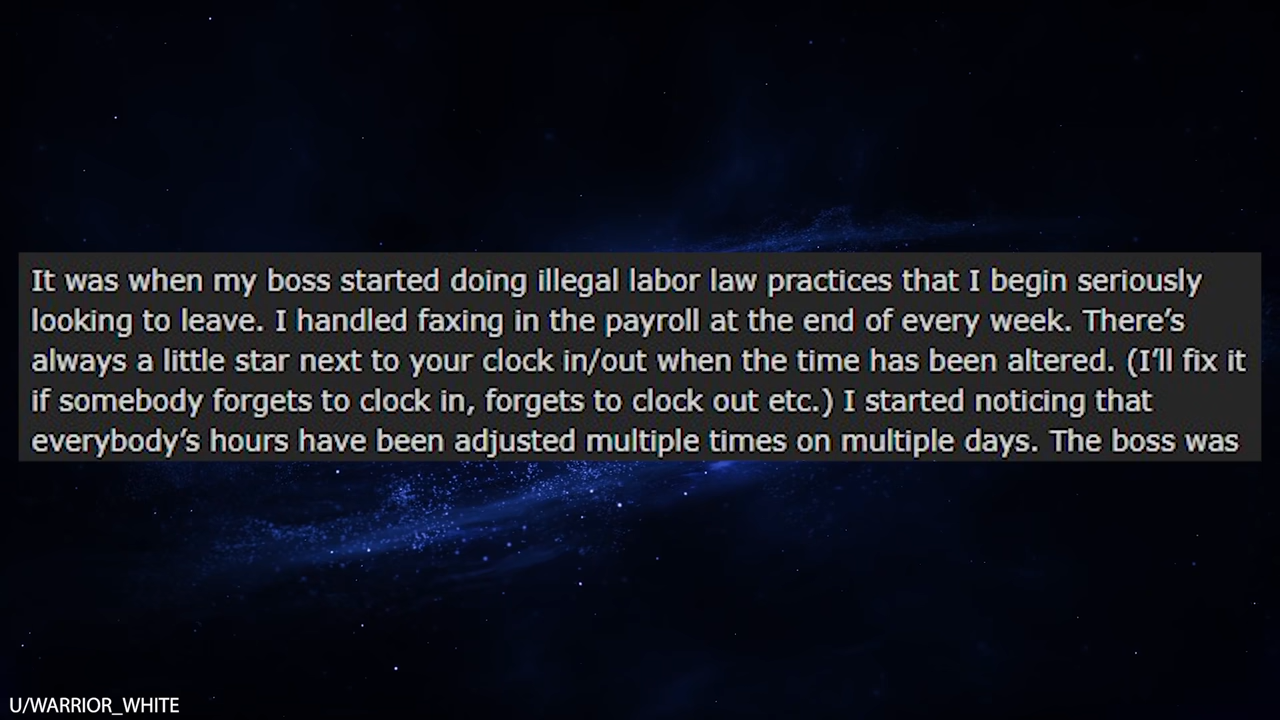 It was when my boss started doing illegal labor law practices that I begin seriously
looking to leave. I handled faxing in the payroll at the end of every week. There’s
always a little star next to your clock in/out when the time has been altered. (I’ll fix it
if somebody forgets to clock in, forgets to clock out etc.) I started noticing that
everybody’s hours have been adjusted multiple times on multiple days. The boss was
U/WARRIOR_WHITE